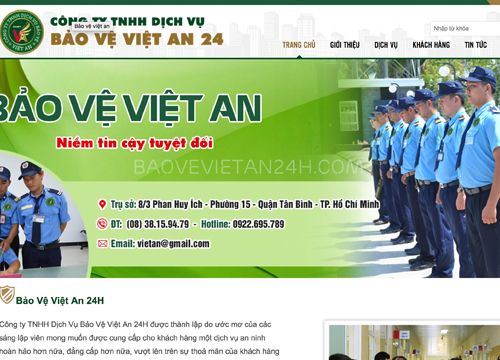 CÔNG TY TNHH DỊCH VỤ
Bảo vệ việt an
BẢO VỆ VIỆT AN 24
Nhập từ khóa
TRANG CHỦ GIỚI THIỆU DỊCH VỤ KHÁCH HÀNG TIN TỨC
BẢO VỆ VIỆT AN
Niềm tin cậy tuyệt đối
BAOVEVIETAN24H.COM
Trụ sở: 8/3 Phan Huy Ích - Phường 15 - Quận Tân Bình - TP. Hồ Chí Minh
ĐT: (08) 38.15.94.79 - Hotline: 0922.695.789
Email: vietan@gmail.com
Bảo Vệ Việt An 24H
Công ty TNHH Dịch Vụ Bảo Vệ Việt An 24H được thành lập do ước mơ của các
sáng lập viên mong muốn được cung cấp cho khách hàng một dịch vụ an ninh
hoàn hảo hơn nữa, đẳng cấp hơn nữa, vượt lên trên sự thoả mãn của khách hàng